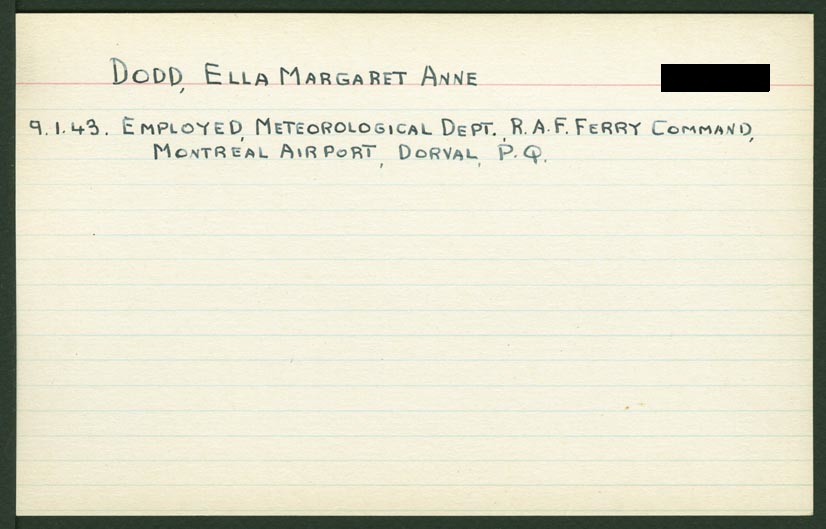 DODD, ELLA MARGARET ANNE
9.1.43. EMPLOYED, METEOROLOGICAL DEPT., R.A.F. FERRY COMMAND,
MONTREAL AIRPORT, DORVAL, P.Q.